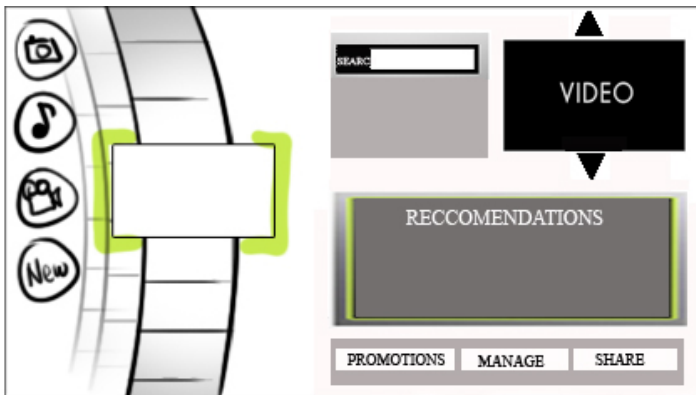 New
SEARC
VIDEO
RECCOMENDATIONS
PROMOTIONS
MANAGE
SHARE